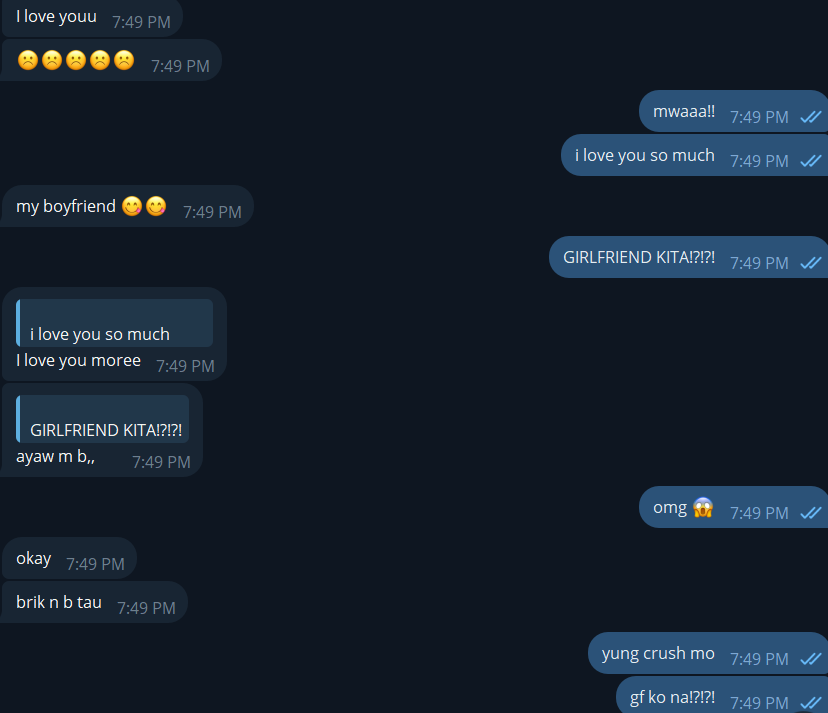 I love youu 7:49 PM
☹️☹️☹️☹️☹️ 7:49 PM
mwaaa!! 7:49 PM
i love you so much 7:49 PM
my boyfriend 😋😋 7:49 PM
GIRLFRIEND KITA!?!?! 7:49 PM
i love you so much
I love you moree 7:49 PM
GIRLFRIEND KITA!?!?!
ayaw m b,, 7:49 PM
omg 😱 7:49 PM
okay 7:49 PM
brik n b tau 7:49 PM
yung crush mo 7:49 PM
gf ko na!?!?! 7:49 PM